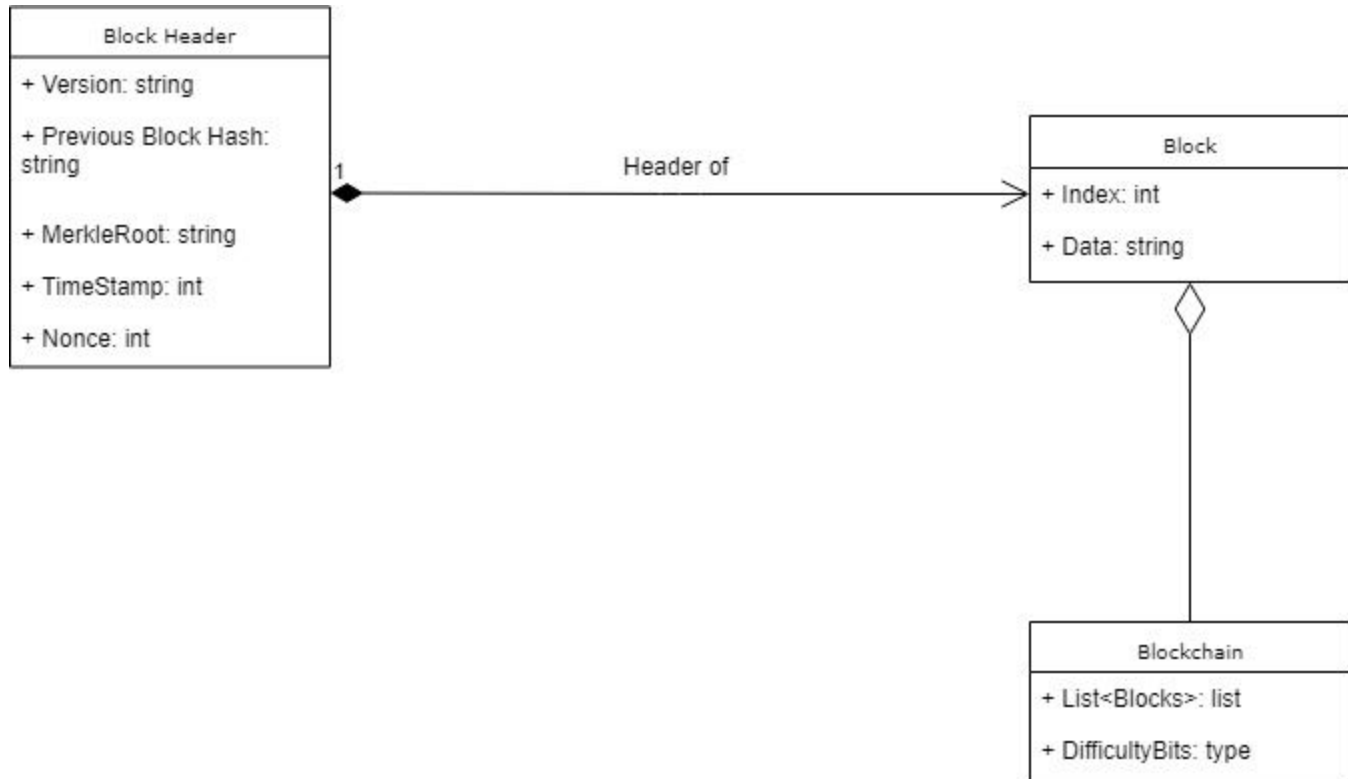 Block Header
+ Version: string
+ Previous Block Hash:
string
+ MerkleRoot: string
+ TimeStamp: int
+ Nonce: int
1
Header of
Block
+ Index: int
+ Data: string
Blockchain
+ List<Blocks>: list
+ DifficultyBits: type